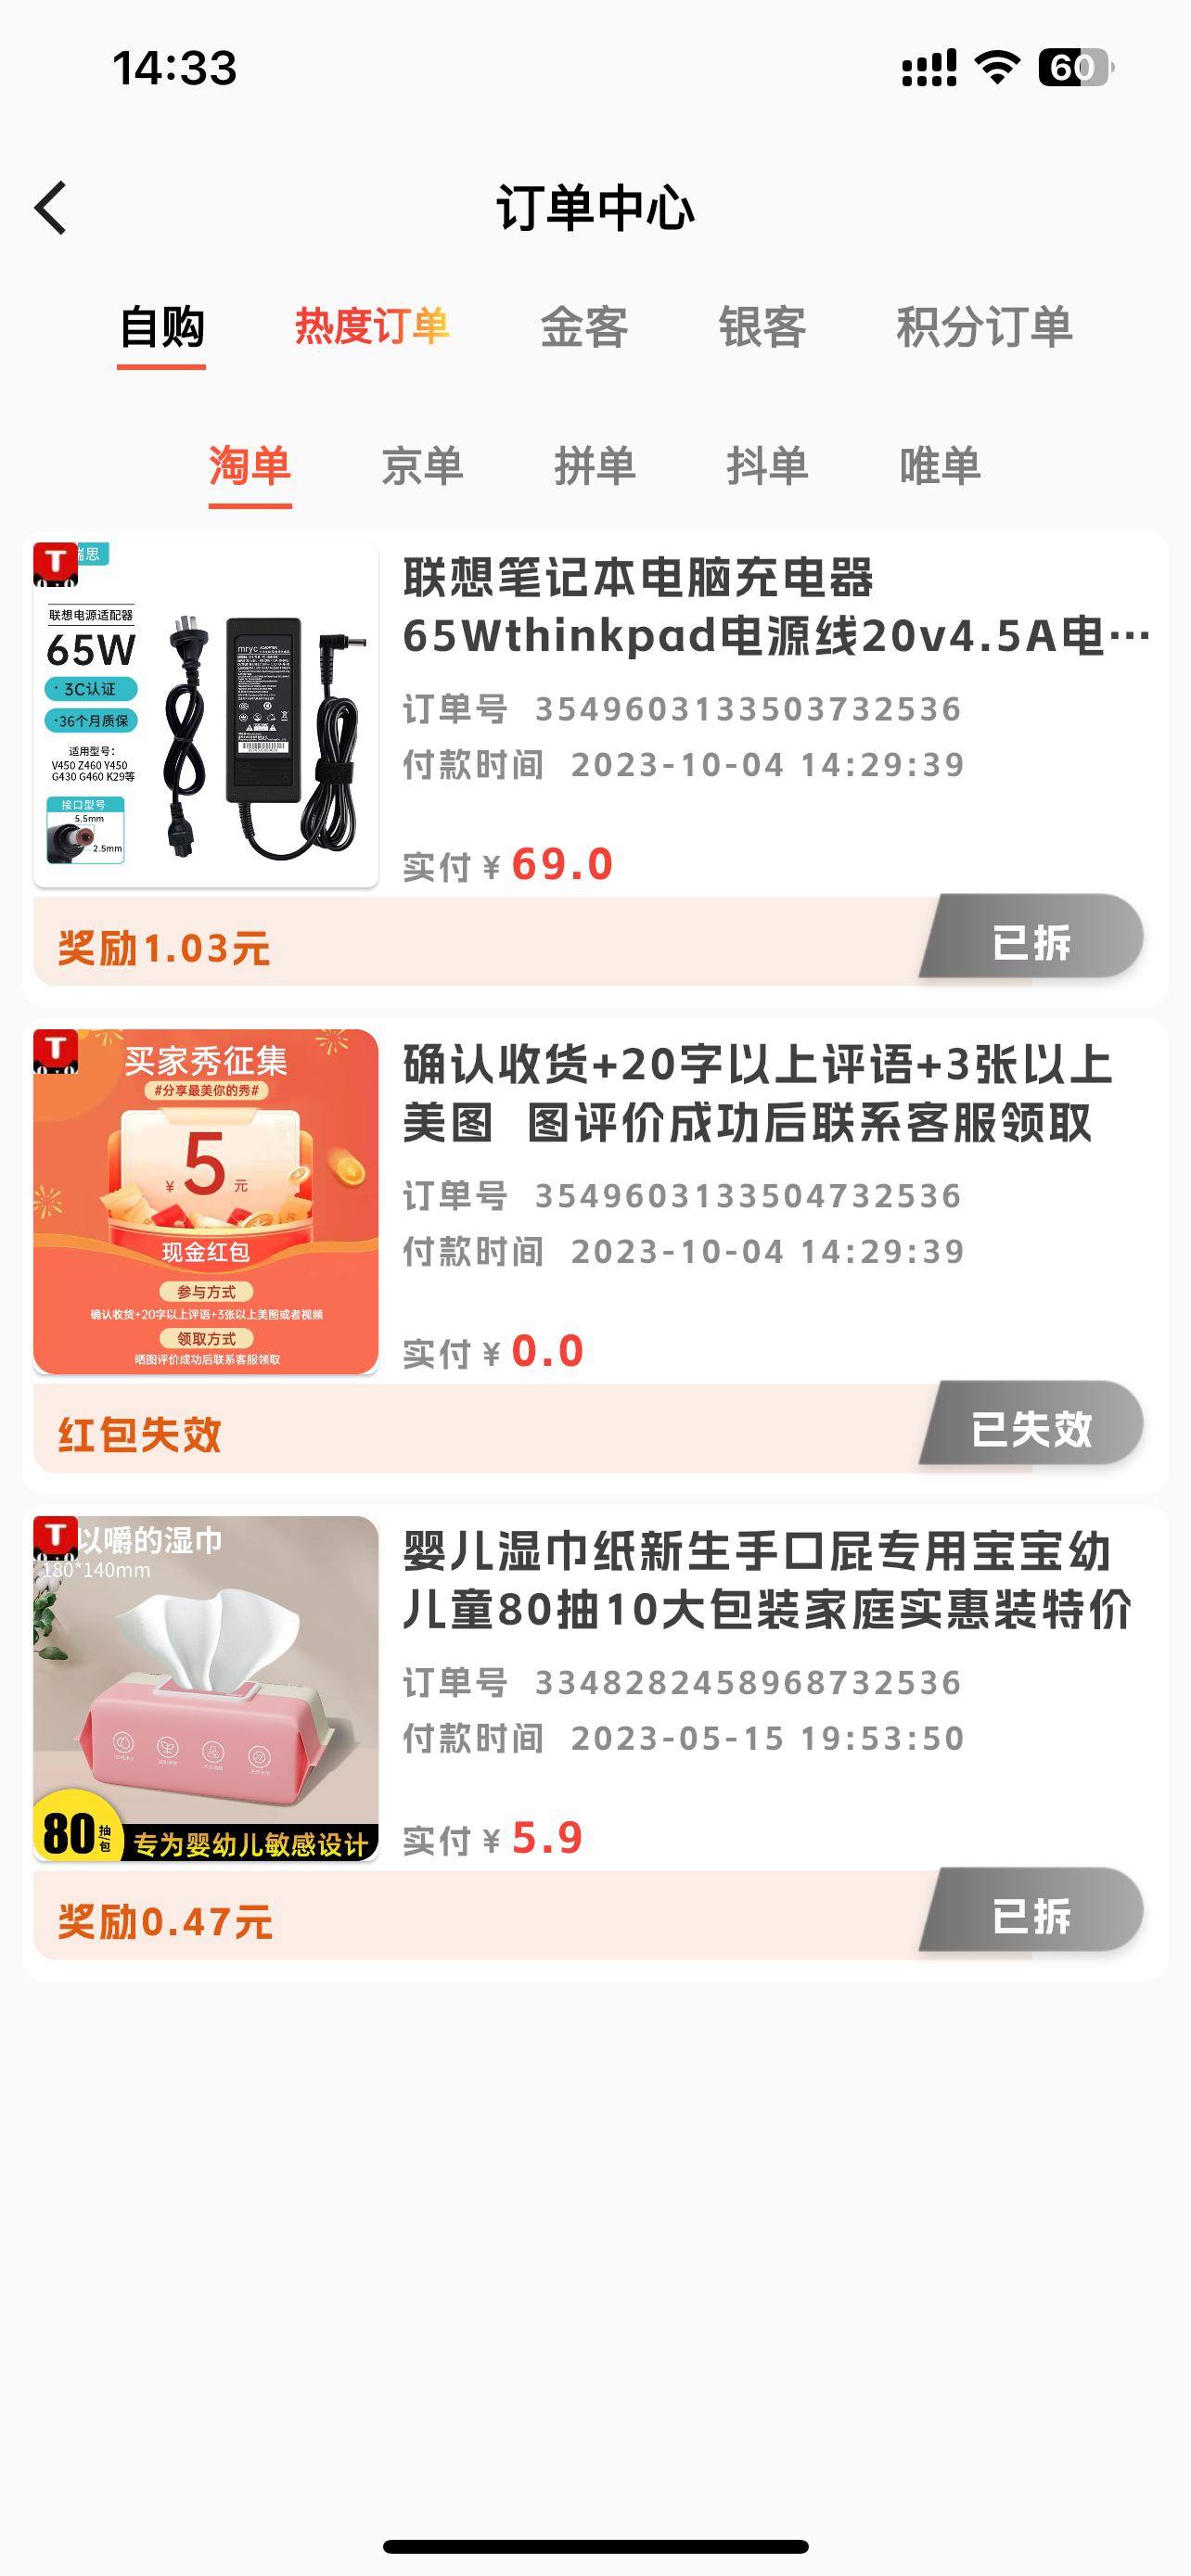 14:33
60
订单中心
自购 热度订单 金客 银客 积分订单
淘单 京单 拼单 抖单 唯单
T
瑞思
联想电源适配器
65W
·3C认证
·36个月质保
适用型号:
V450 Z460 Y450
G430 G460 K29等
接口型号
5.5mm
2.5mm
mryc
联想笔记本电脑充电器
65Wthinkpad电源线20v4.5A电…
订单号 3549603133503732536
付款时间 2023-10-04 14:29:39
实付 ¥ 69.0
奖励1.03元
已拆
T
买家秀征集
#分享最美你的秀#
¥ 5 元
现金红包
参与方式
确认收货+20字以上评语+3张以上美图或者视频
领取方式
晒图评价成功后联系客服领取
确认收货+20字以上评语+3张以上
美图 图评价成功后联系客服领取
订单号 3549603133504732536
付款时间 2023-10-04 14:29:39
实付 ¥ 0.0
红包失效
已失效
T
以嚼的湿巾
180*140mm
80抽/包
专为婴幼儿敏感设计
婴儿湿巾纸新生手口屁专用宝宝幼
儿童80抽10大包装家庭实惠装特价
订单号 3348282458968732536
付款时间 2023-05-15 19:53:50
实付 ¥ 5.9
奖励0.47元
已拆